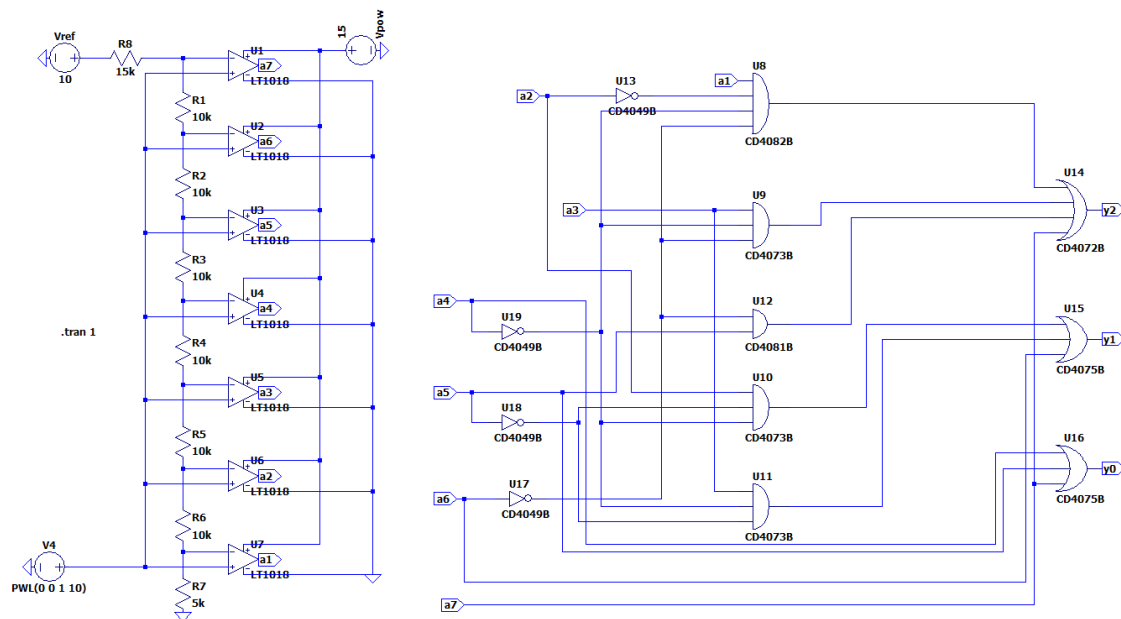 Vref
10
R8
15k
U1
a7
LT1018
15
Vpow
R1
10k
U2
a6
LT1018
R2
10k
U3
a5
LT1018
R3
10k
U4
a4
LT1018
.tran 1
R4
10k
U5
a3
LT1018
R5
10k
U6
a2
LT1018
R6
10k
U7
a1
LT1018
V4
PWL(0 0 1 10)
R7
5k
a1
U8
CD4082B
a2
U13
CD4049B
a3
U9
CD4073B
U14
y2
CD4072B
a4
U19
CD4049B
U12
CD4081B
U15
y1
CD4075B
a5
U18
CD4049B
U10
CD4073B
a6
U17
CD4049B
U11
CD4073B
U16
y0
CD4075B
a7